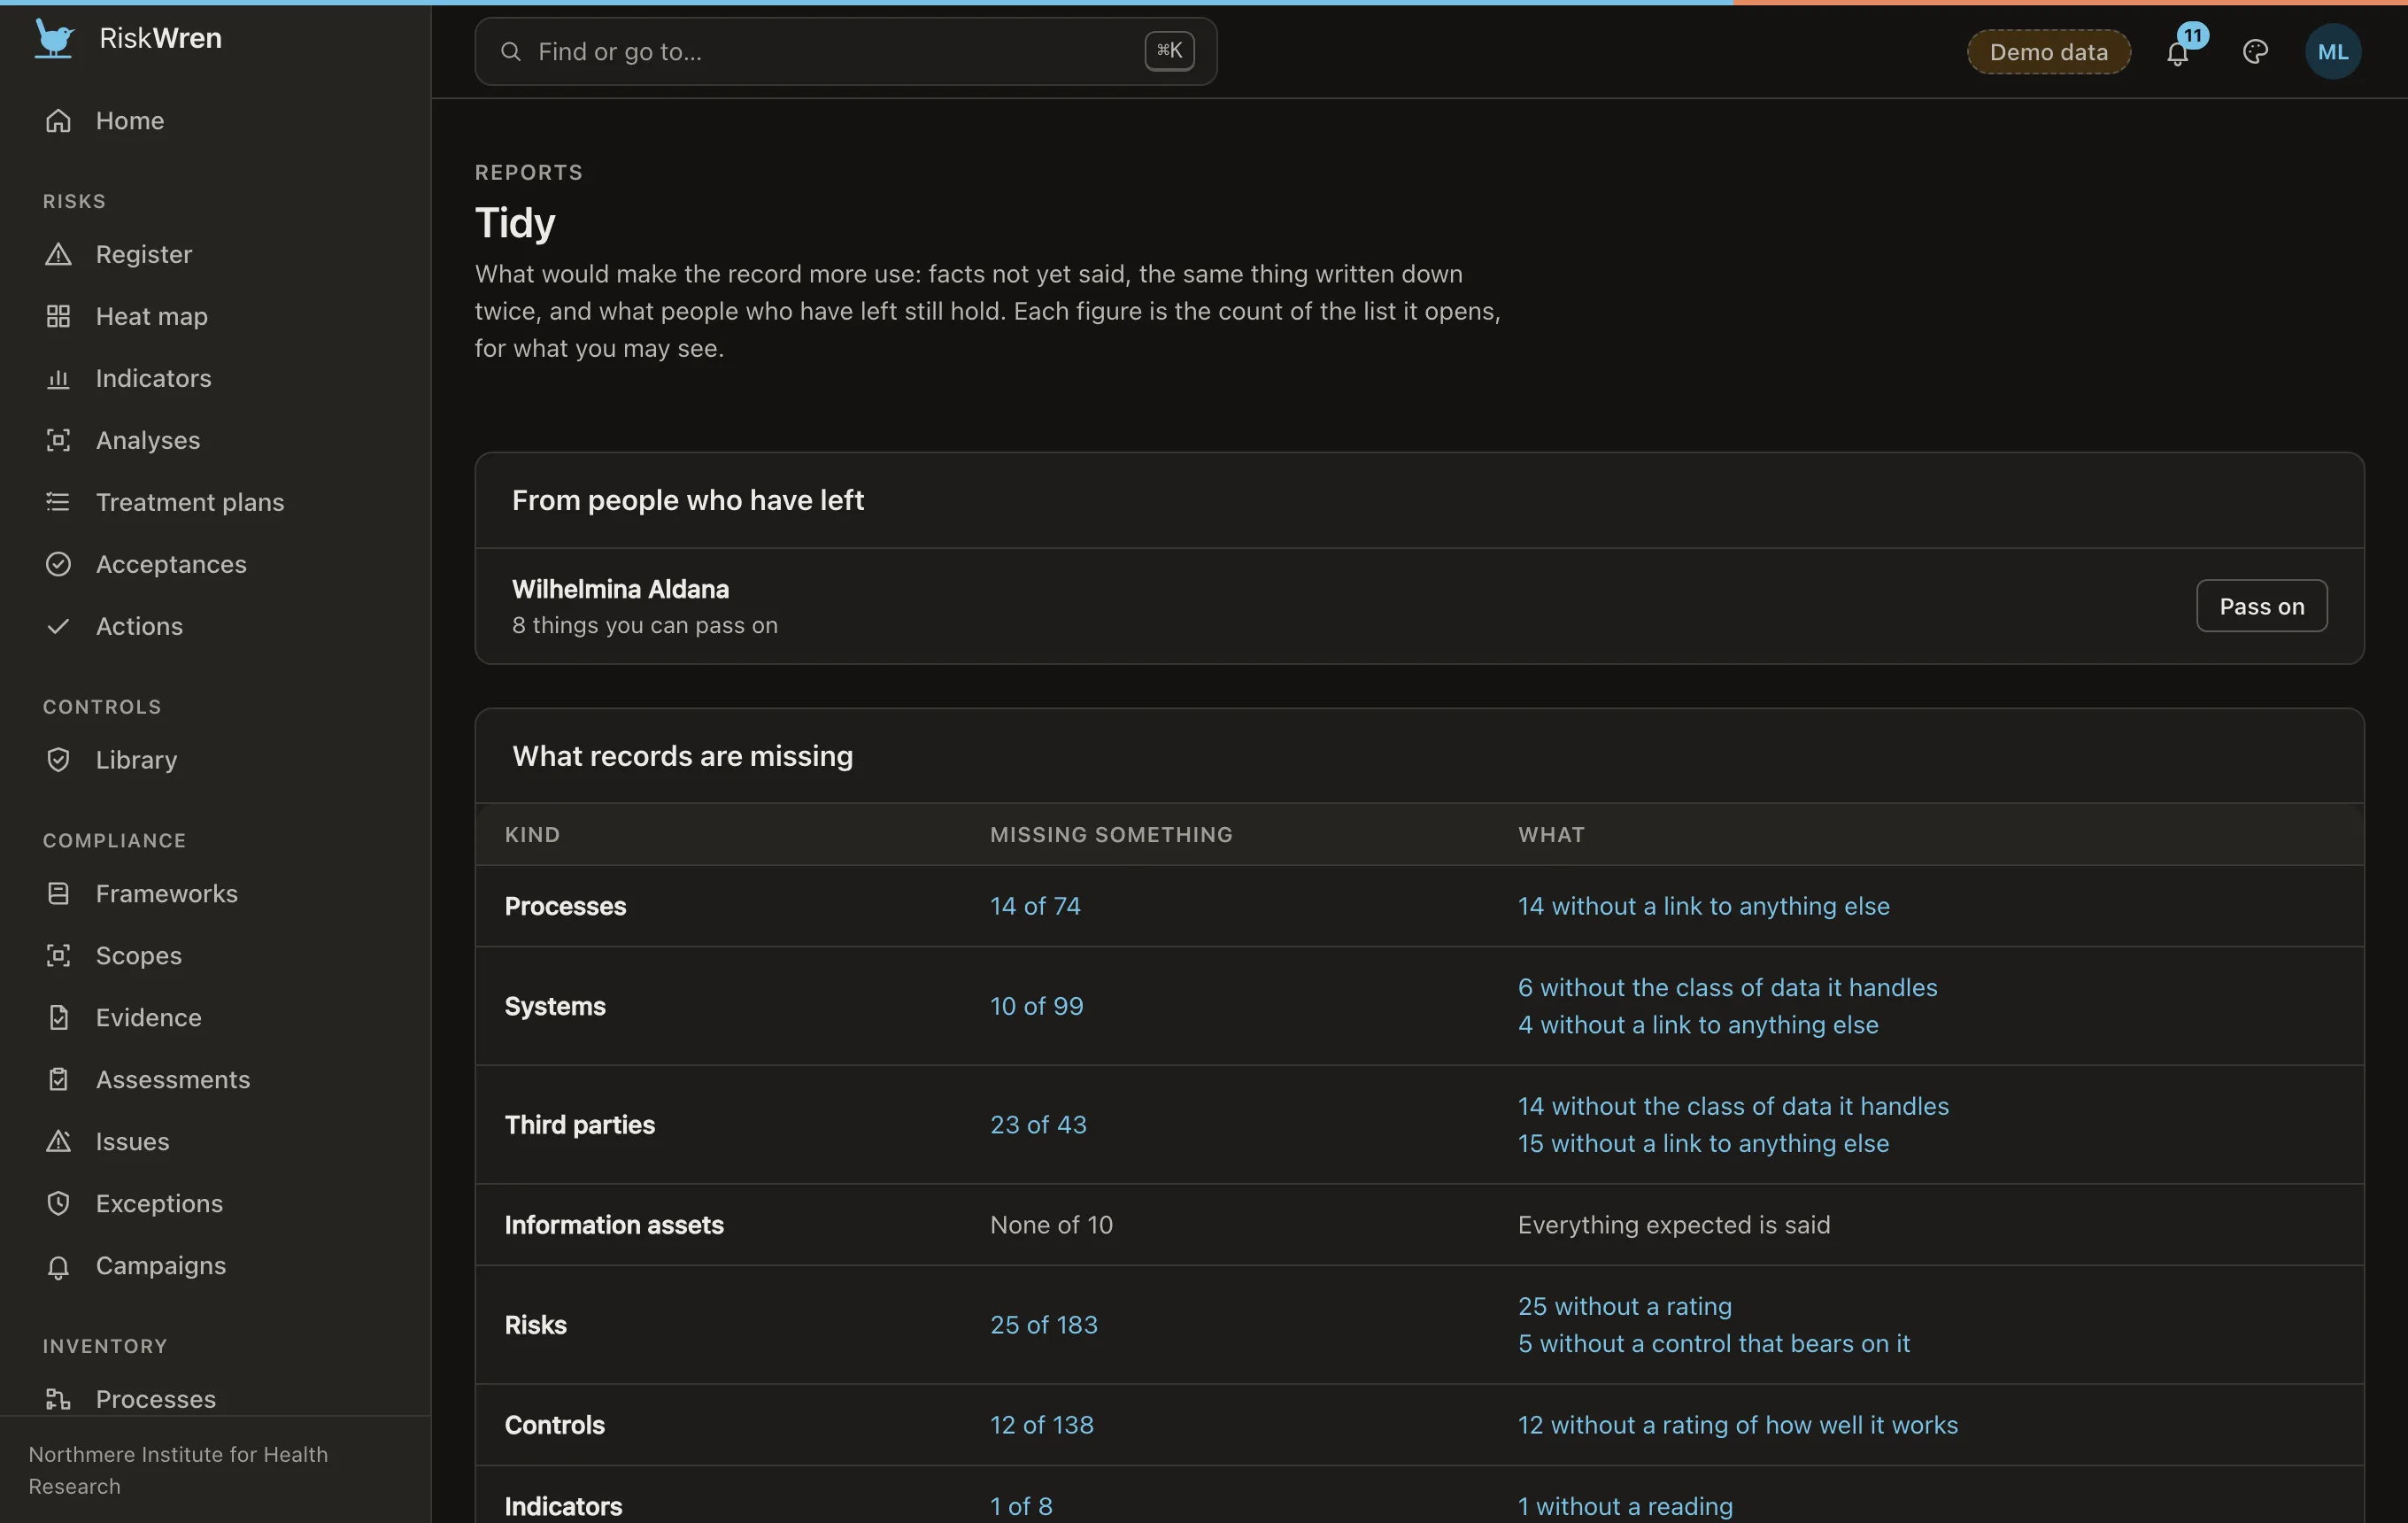 RiskWren
Home
RISKS
Register
Heat map
Indicators
Analyses
Treatment plans
Acceptances
Actions
CONTROLS
Library
COMPLIANCE
Frameworks
Scopes
Evidence
Assessments
Issues
Exceptions
Campaigns
INVENTORY
Processes
Northmere Institute for Health
Research
Find or go to...
⌘K
Demo data
11
ML
REPORTS
Tidy
What would make the record more use: facts not yet said, the same thing written down
twice, and what people who have left still hold. Each figure is the count of the list it opens,
for what you may see.
From people who have left
Wilhelmina Aldana
8 things you can pass on
Pass on
What records are missing
KIND MISSING SOMETHING WHAT
Processes 14 of 74 14 without a link to anything else
Systems 10 of 99 6 without the class of data it handles
4 without a link to anything else
Third parties 23 of 43 14 without the class of data it handles
15 without a link to anything else
Information assets None of 10 Everything expected is said
Risks 25 of 183 25 without a rating
5 without a control that bears on it
Controls 12 of 138 12 without a rating of how well it works
Indicators 1 of 8 1 without a reading